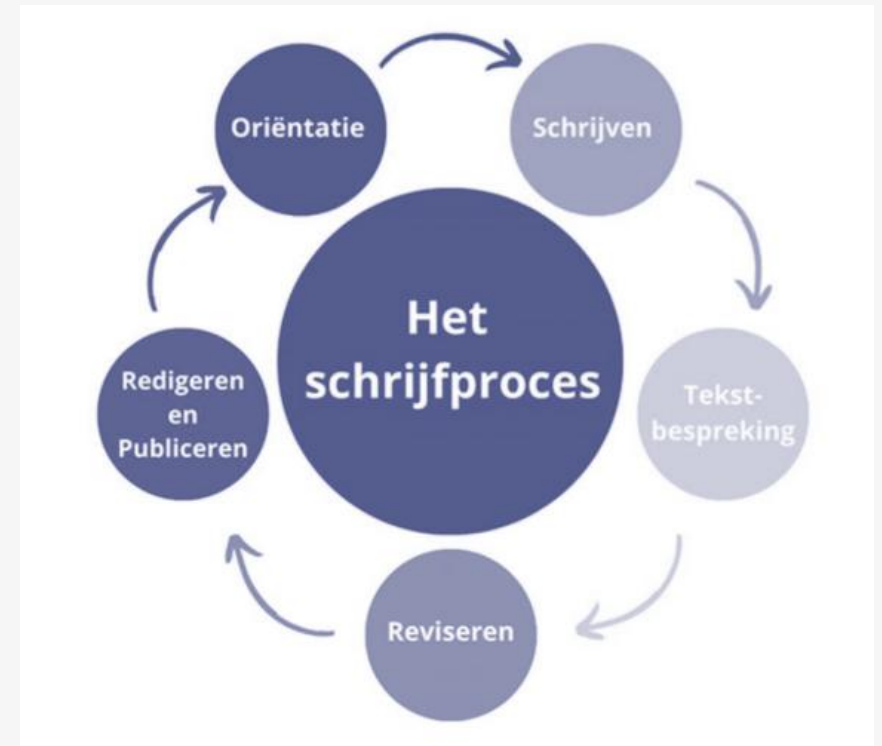 Oriëntatie
Schrijven
Het
schrijfproces
Tekst-
bespreking
Reviseren
Redigeren
en
Publiceren